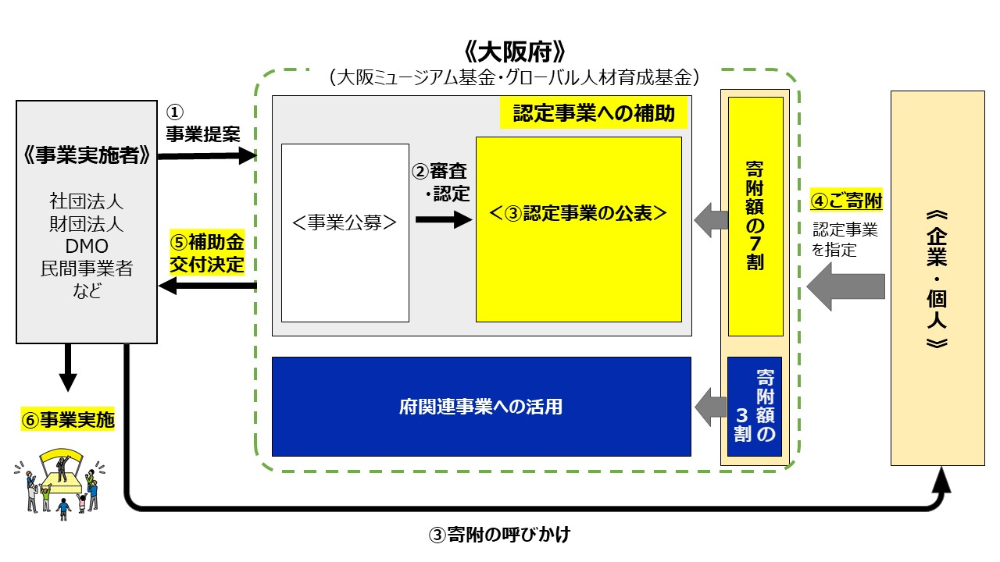 《大阪府》
（大阪ミュージアム基金・グローバル人材育成基金）
①
事業提案
《事業実施者》
社団法人
財団法人
DMO
民間事業者
など
⑤補助金
交付決定
⑥事業実施
認定事業への補助
＜事業公募＞
②審査
・認定
＜③認定事業の公表＞
寄附額の７割
府関連事業への活用
寄附額の
３割
④ご寄附
認定事業
を指定
《企業・個人》
③寄附の呼びかけ